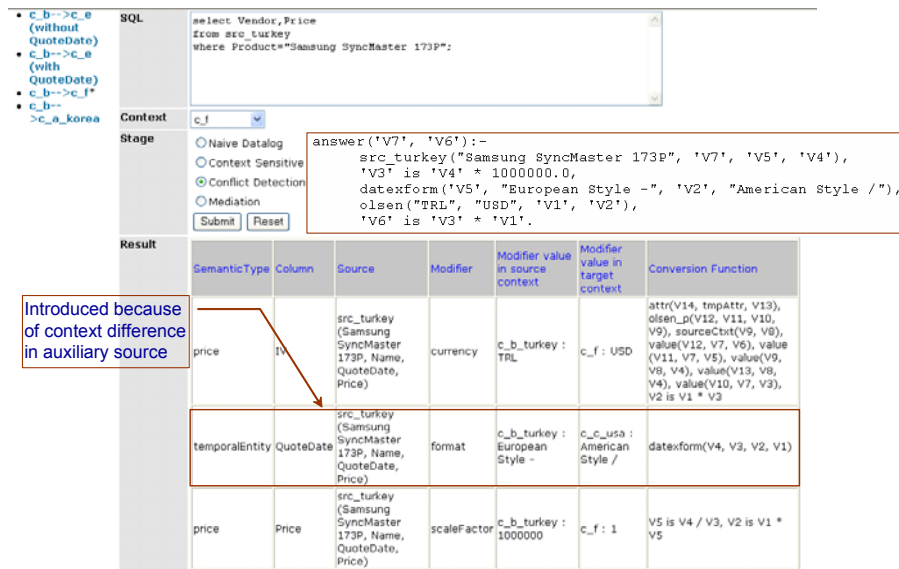 c_b-->c_e
(without
QuoteDate)
c_b-->c_e
(with
QuoteDate)
c_b-->c_f*
c_b--
>c_a_korea
SQL
select Vendor,Price
from src_turkey
where Product="Samsung SyncMaster 173P";
Context
c_f
Stage
Naive Datalog
Context Sensitive
Conflict Detection
Mediation
Submit Reset
answer('V7', 'V6'):-
src_turkey("Samsung SyncMaster 173P", 'V7', 'V5', 'V4'),
'V3' is 'V4' * 1000000.0,
datexform('V5', "European Style -", 'V2', "American Style /"),
olsen("TRL", "USD", 'V1', 'V2'),
'V6' is 'V3' * 'V1'.
Result
SemanticType
Column
Source
Modifier
Modifier value
in source
context
Modifier
value in
target
context
Conversion Function
Introduced because
of context difference
in auxiliary source
price
IV
src_turkey
(Samsung
SyncMaster
173P, Name,
QuoteDate,
Price)
currency
c_b_turkey :
TRL
c_f : USD
attr(V14, tmpAttr, V13),
olsen_p(V12, V11, V10,
V9), sourceCtxt(V9, V8),
value(V12, V7, V6), value
(V11, V7, V5), value(V9,
V8, V4), value(V13, V8,
V4), value(V10, V7, V3),
V2 is V1 * V3
temporalEntity
QuoteDate
src_turkey
(Samsung
SyncMaster
173P, Name,
QuoteDate,
Price)
format
c_b_turkey :
European
Style -
c_c_usa :
American
Style /
datexform(V4, V3, V2, V1)
price
Price
src_turkey
(Samsung
SyncMaster
173P, Name,
QuoteDate,
Price)
scaleFactor
c_b_turkey :
1000000
c_f : 1
V5 is V4 / V3, V2 is V1 *
V5